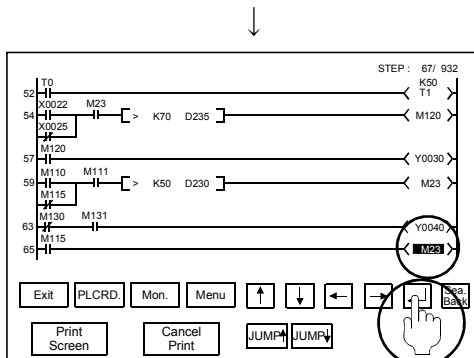 STEP : 67/ 932
T0 K50
52 T1
X0022 M23
54 > K70 D235 M120
X0025
M120
57 Y0030
M110 M111
59 > K50 D230 M23
M115
M130 M131
63 Y0040
M115
65 M23
Exit PLCRD. Mon. Menu ↑ ↓ ← → Sea. Back
Print Screen Cancel Print JUMP↑ JUMP↓